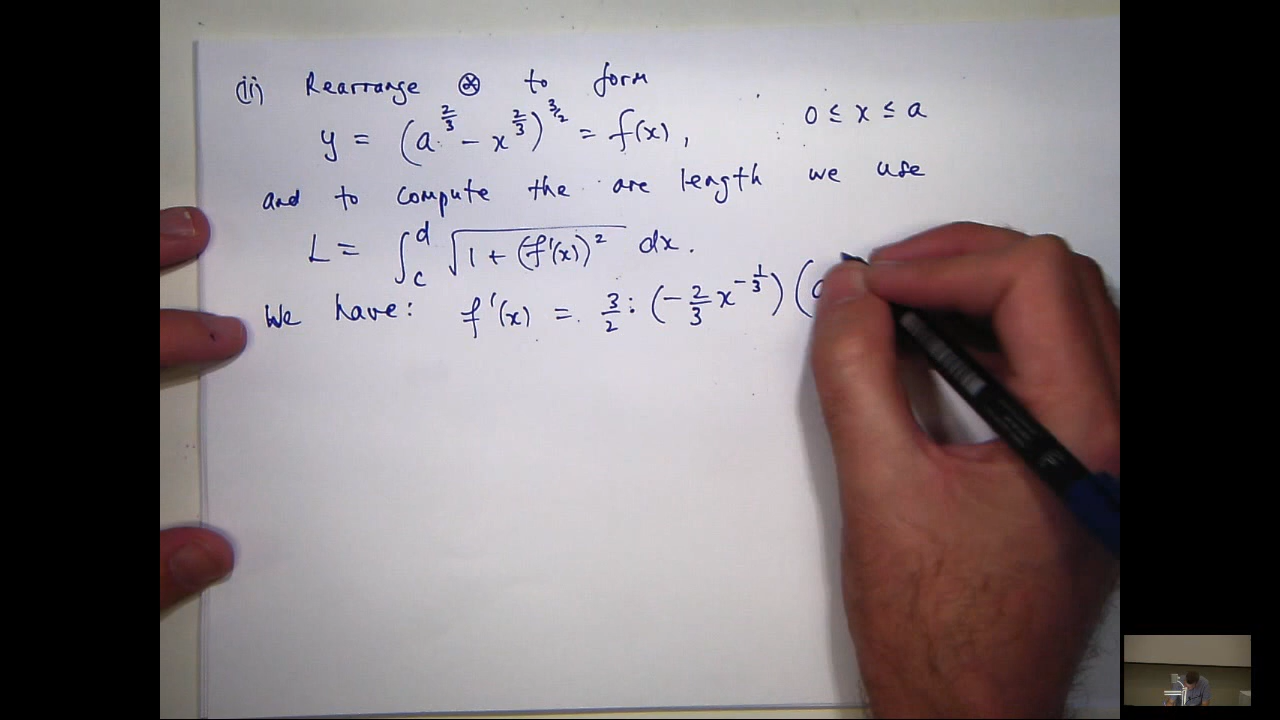 (ii) Rearrange ⊛ to form
y = (a^{2/3} − x^{2/3})^{3/2} = f(x), 0 ≤ x ≤ a
and to compute the arc length we use
L = ∫_c^d √(1 + (f'(x))^2) dx.
We have: f'(x) = 3/2 · (−2/3 x^{−1/3}) (a